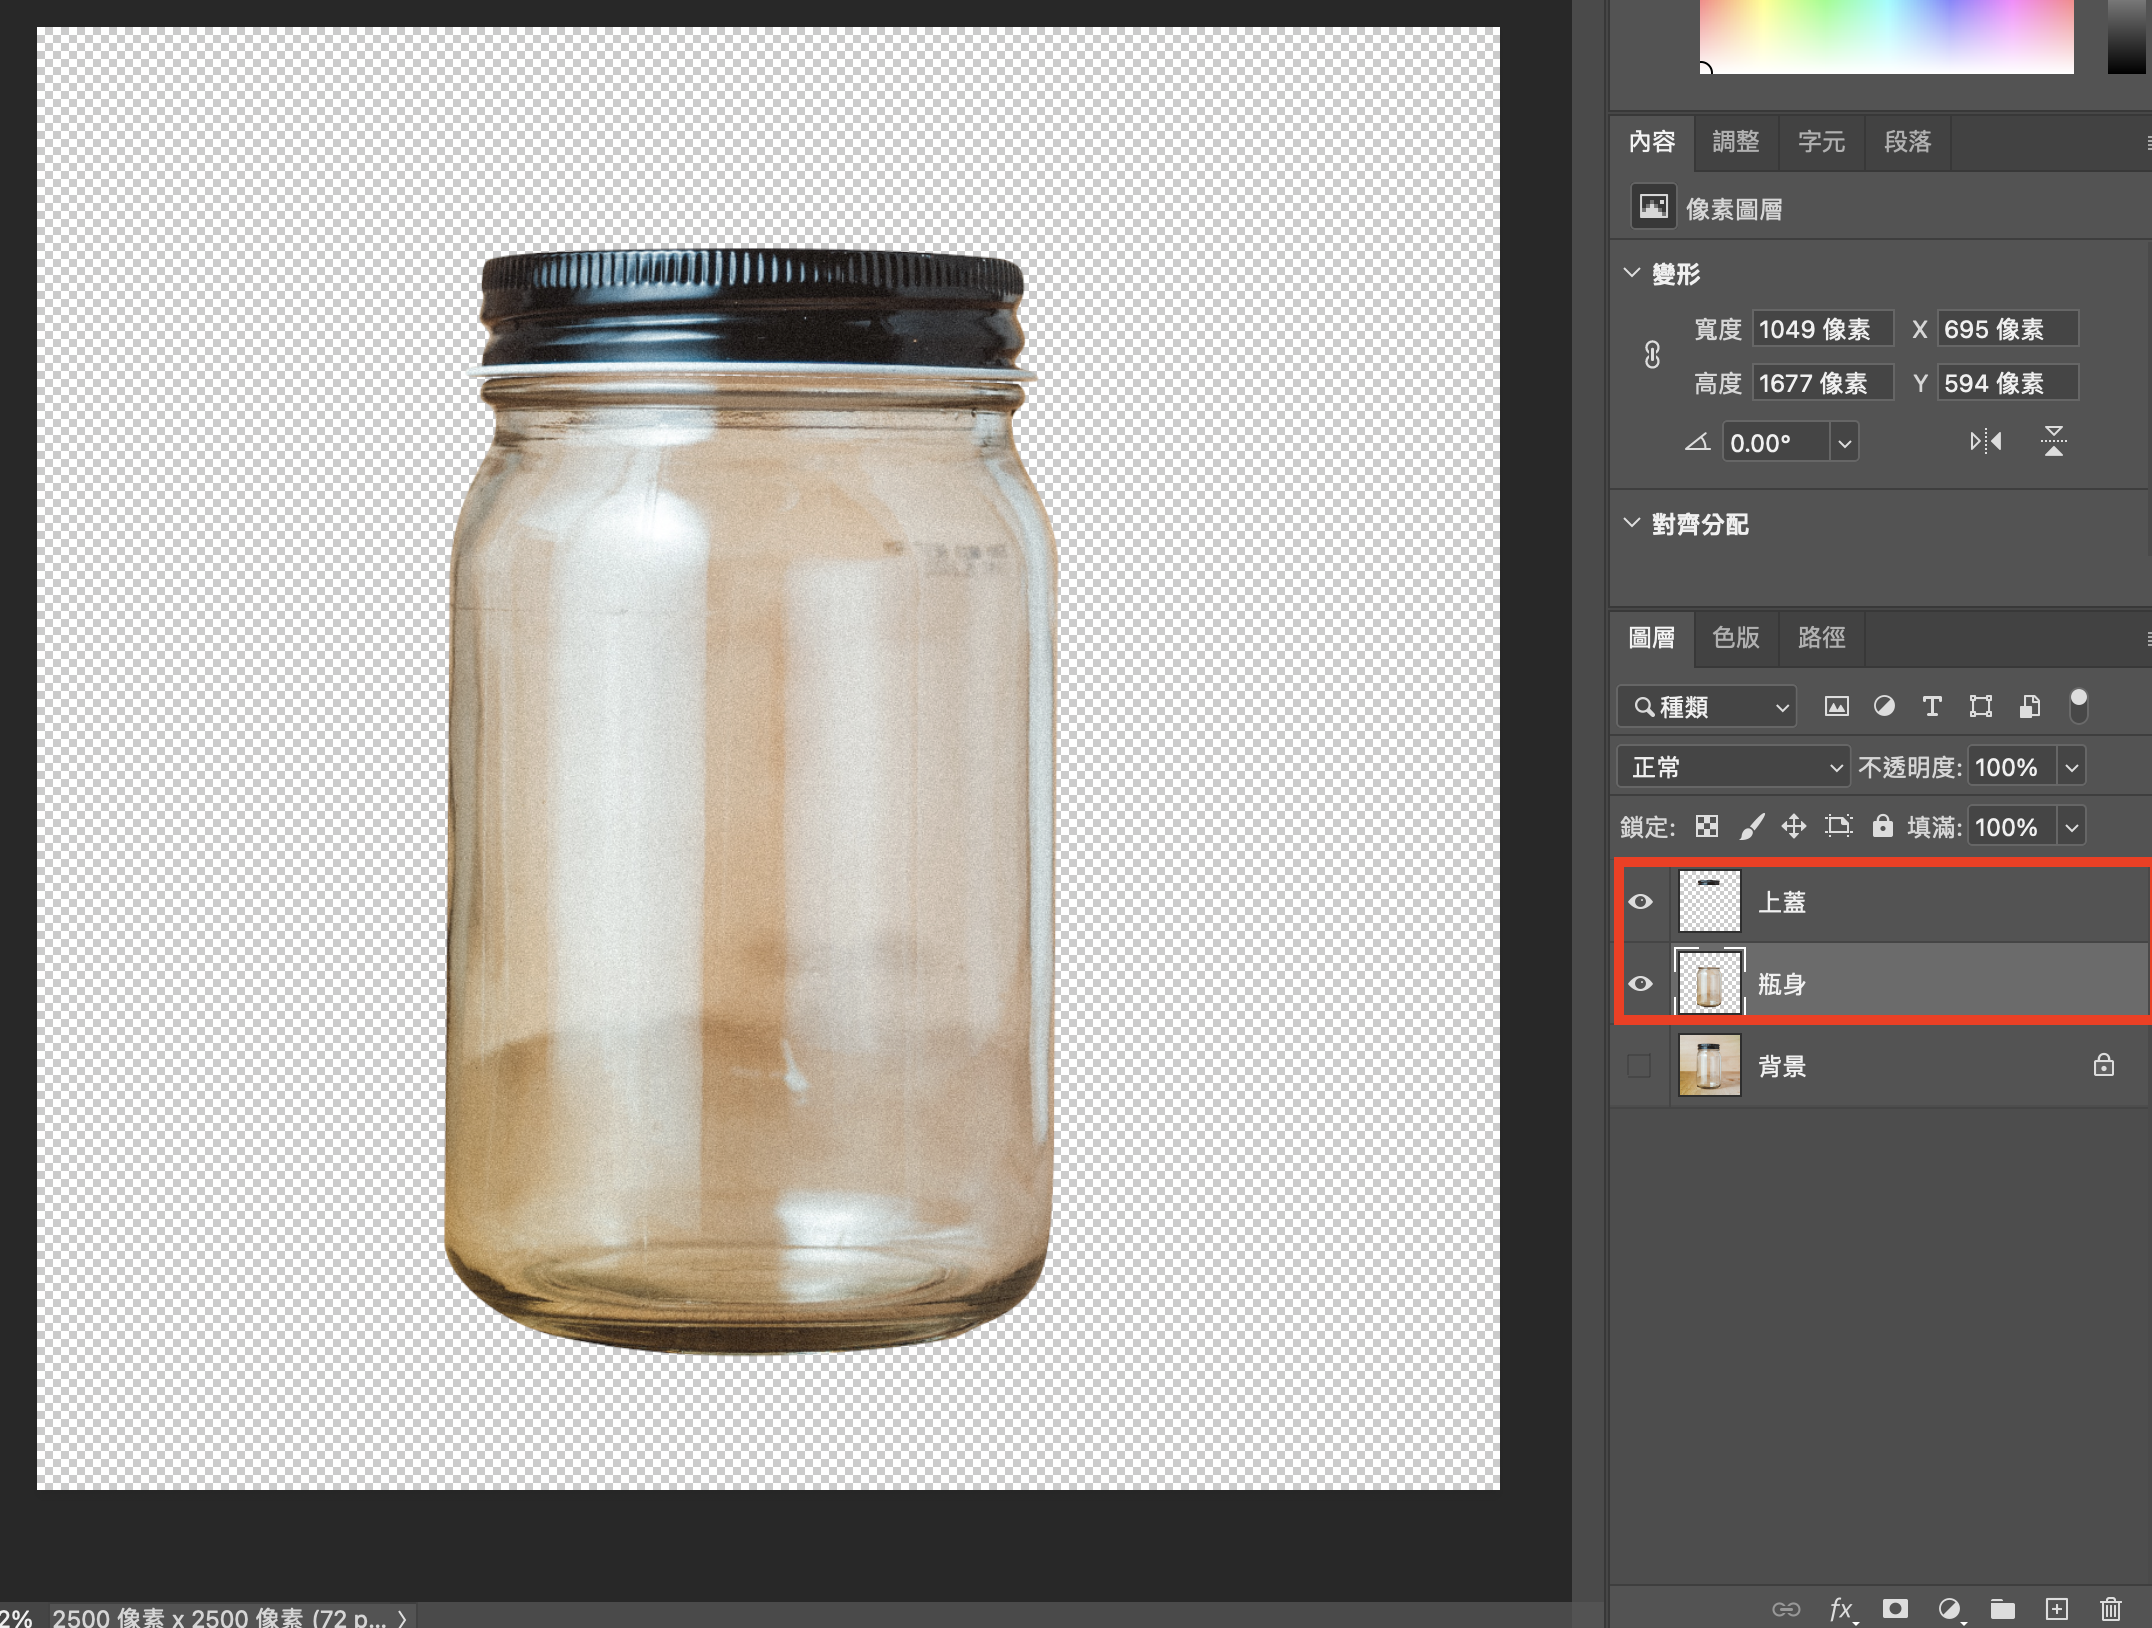 內容 調整 字元 段落
像素圖層
變形
寬度 1049 像素 X 695 像素
高度 1677 像素 Y 594 像素
0.00°
對齊分配
圖層 色版 路徑
種類
正常 不透明度: 100%
鎖定: 填滿: 100%
上蓋
瓶身
背景
fx
2% 2500 像素 x 2500 像素 (72 p...